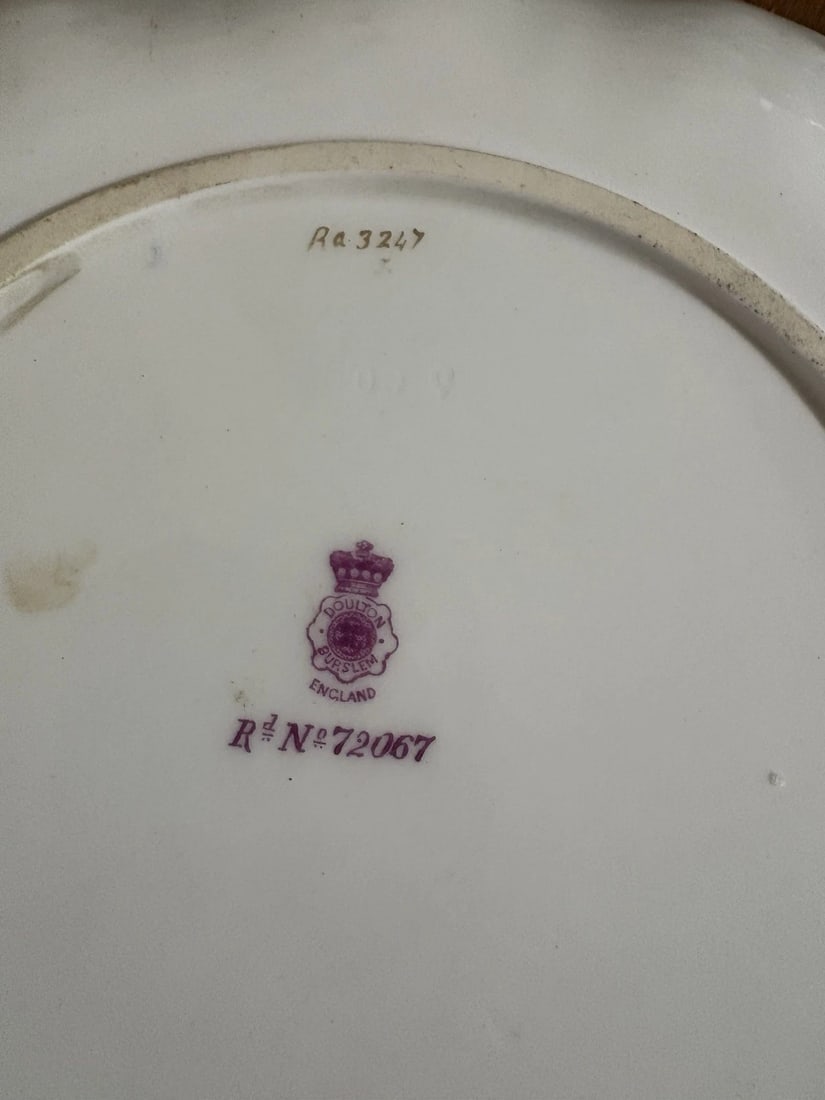 Ra 3247
DOULTON
BURSLEM
ENGLAND
Rd No 72067